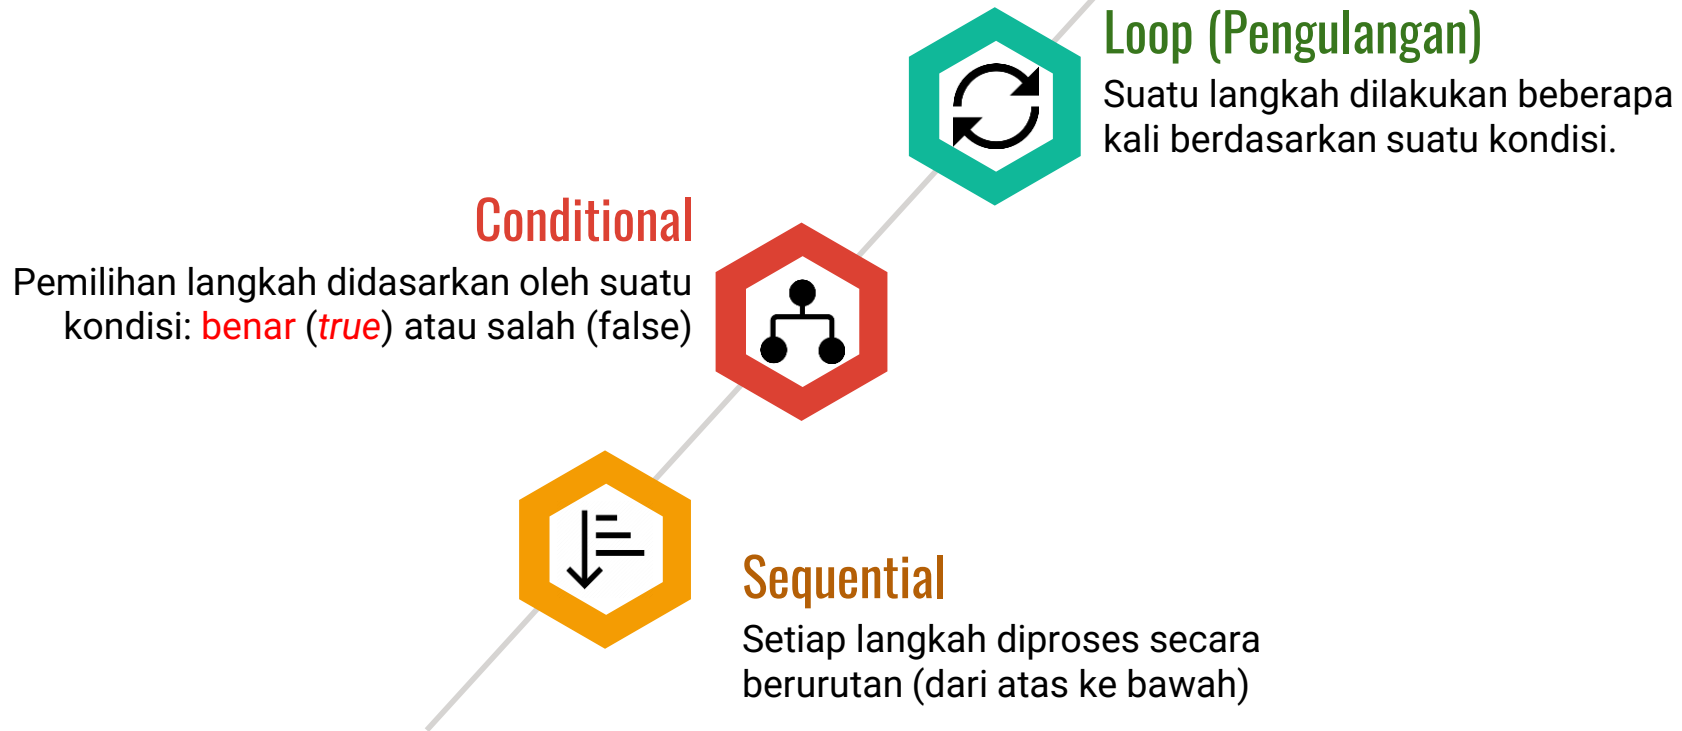 Loop (Pengulangan)
Suatu langkah dilakukan beberapa
kali berdasarkan suatu kondisi.
Conditional
Pemilihan langkah didasarkan oleh suatu
kondisi: benar (true) atau salah (false)
Sequential
Setiap langkah diproses secara
berurutan (dari atas ke bawah)